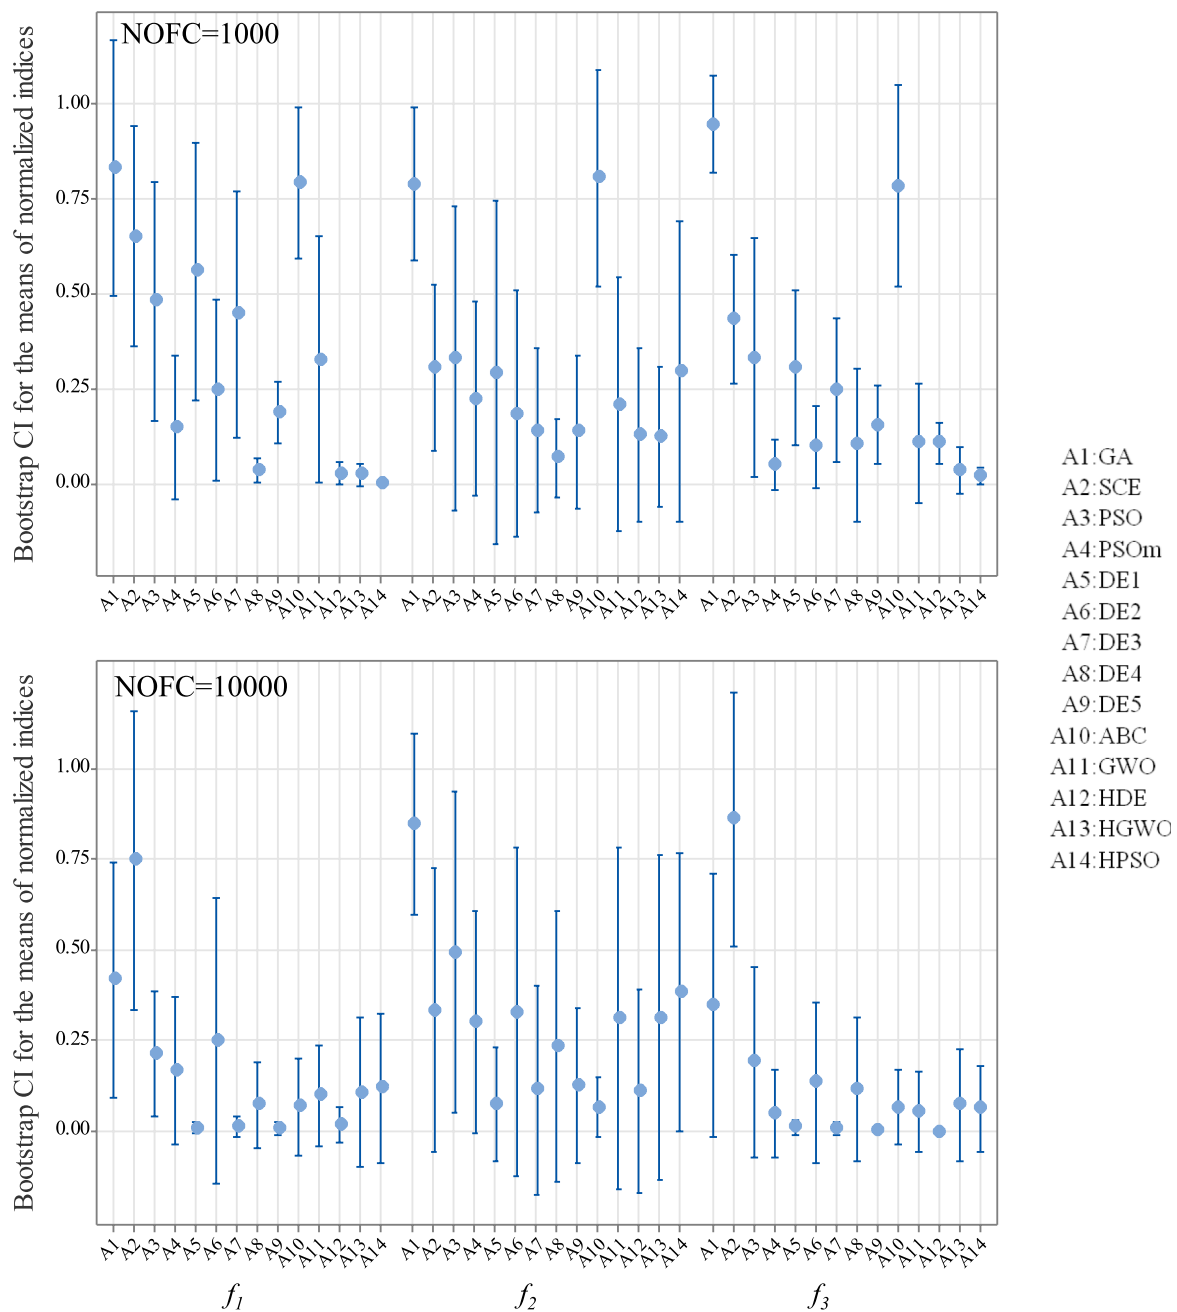 Bootstrap CI for the means of normalized indices
NOFC=1000
1.00
0.75
0.50
0.25
0.00
A1 A2 A3 A4 A5 A6 A7 A8 A9 A10 A11 A12 A13 A14 A1 A2 A3 A4 A5 A6 A7 A8 A9 A10 A11 A12 A13 A14 A1 A2 A3 A4 A5 A6 A7 A8 A9 A10 A11 A12 A13 A14
Bootstrap CI for the means of normalized indices
NOFC=10000
1.00
0.75
0.50
0.25
0.00
A1 A2 A3 A4 A5 A6 A7 A8 A9 A10 A11 A12 A13 A14 A1 A2 A3 A4 A5 A6 A7 A8 A9 A10 A11 A12 A13 A14 A1 A2 A3 A4 A5 A6 A7 A8 A9 A10 A11 A12 A13 A14
f1 f2 f3
A1:GA
A2:SCE
A3:PSO
A4:PSOm
A5:DE1
A6:DE2
A7:DE3
A8:DE4
A9:DE5
A10:ABC
A11:GWO
A12:HDE
A13:HGWO
A14:HPSO